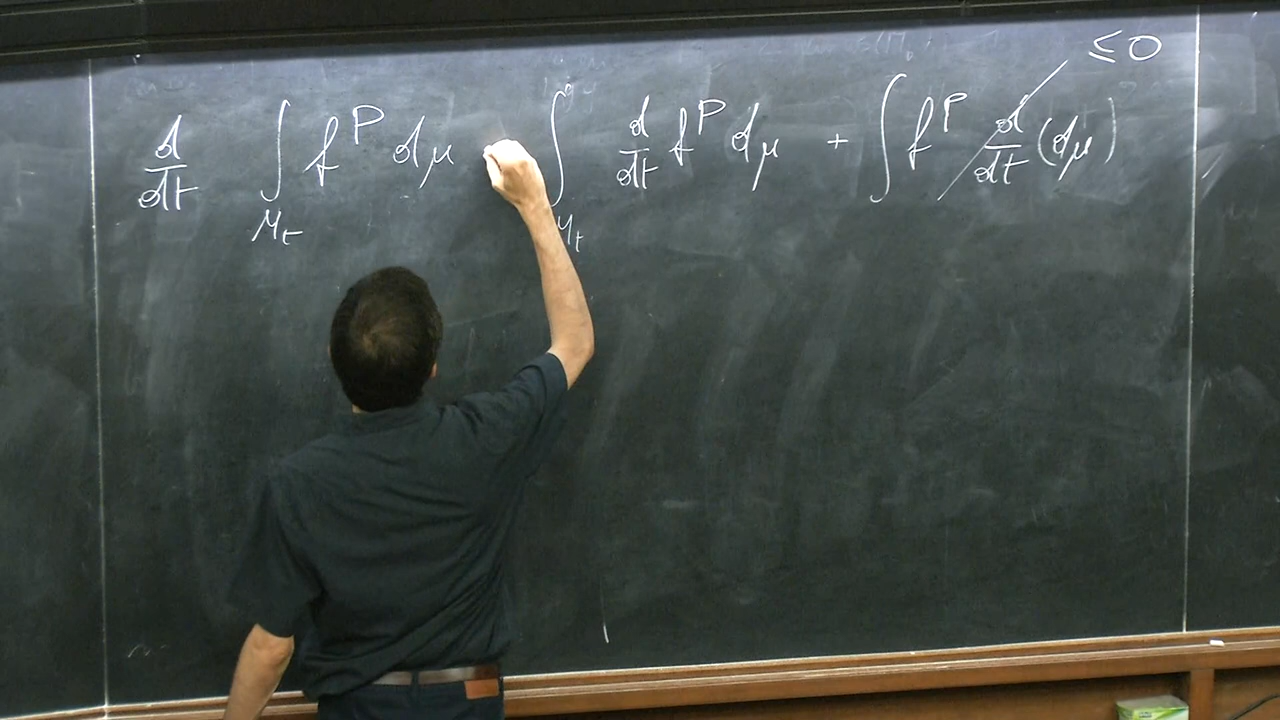 d/dt ∫_{M_t} f^p dμ ∫_{M_t} d/dt f^p dμ + ∫ f^p d/dt (dμ) ≤ 0